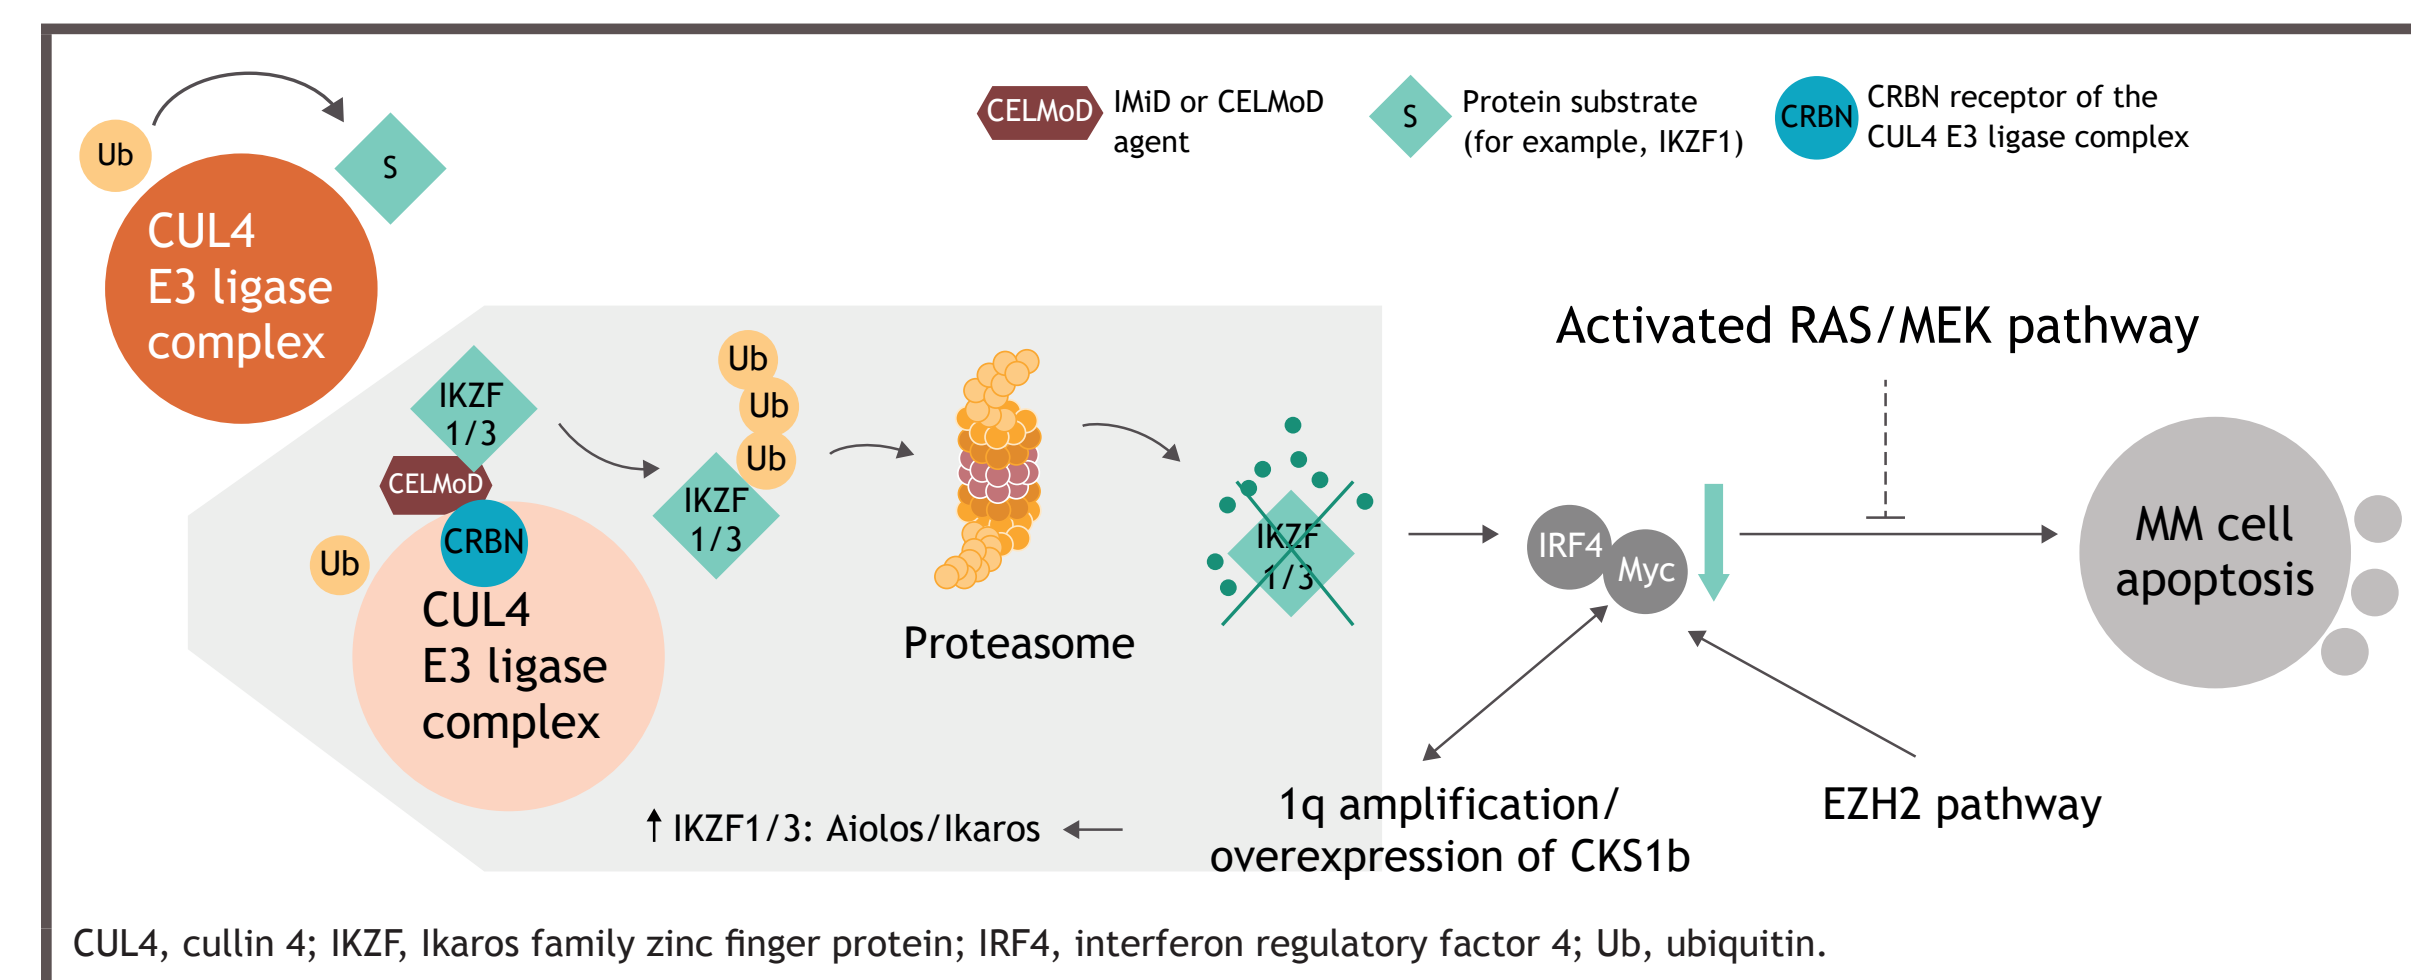 Ub
S
CUL4
E3 ligase
complex
CELMoD
IMiD or CELMoD
agent
S
Protein substrate
(for example, IKZF1)
CRBN
CRBN receptor of the
CUL4 E3 ligase complex
IKZF
1/3
CELMoD
CRBN
Ub
CUL4
E3 ligase
complex
Ub
Ub
Ub
IKZF
1/3
Proteasome
IKZF
1/3
Activated RAS/MEK pathway
IRF4
Myc
MM cell
apoptosis
↑ IKZF1/3: Aiolos/Ikaros
1q amplification/
overexpression of CKS1b
EZH2 pathway
CUL4, cullin 4; IKZF, Ikaros family zinc finger protein; IRF4, interferon regulatory factor 4; Ub, ubiquitin.